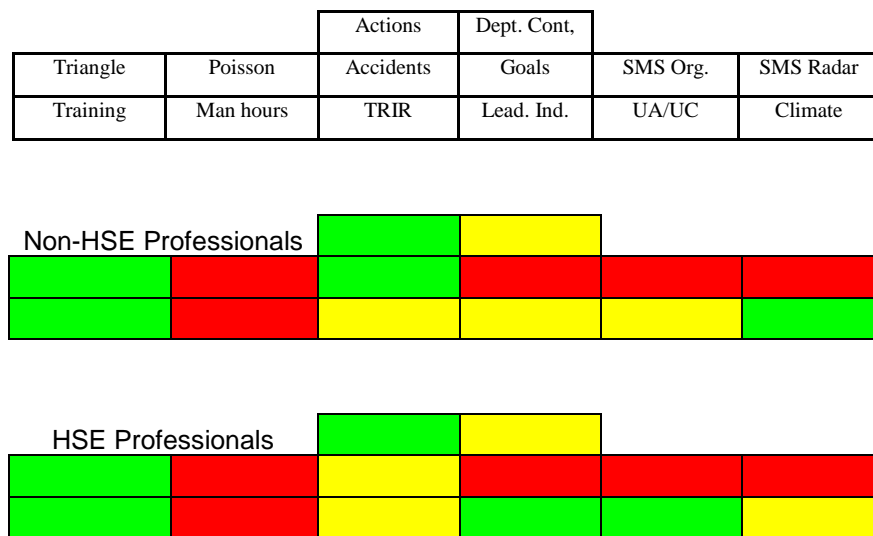 Actions Dept. Cont,
Triangle Poisson Accidents Goals SMS Org. SMS Radar
Training Man hours TRIR Lead. Ind. UA/UC Climate
Non-HSE Professionals
HSE Professionals